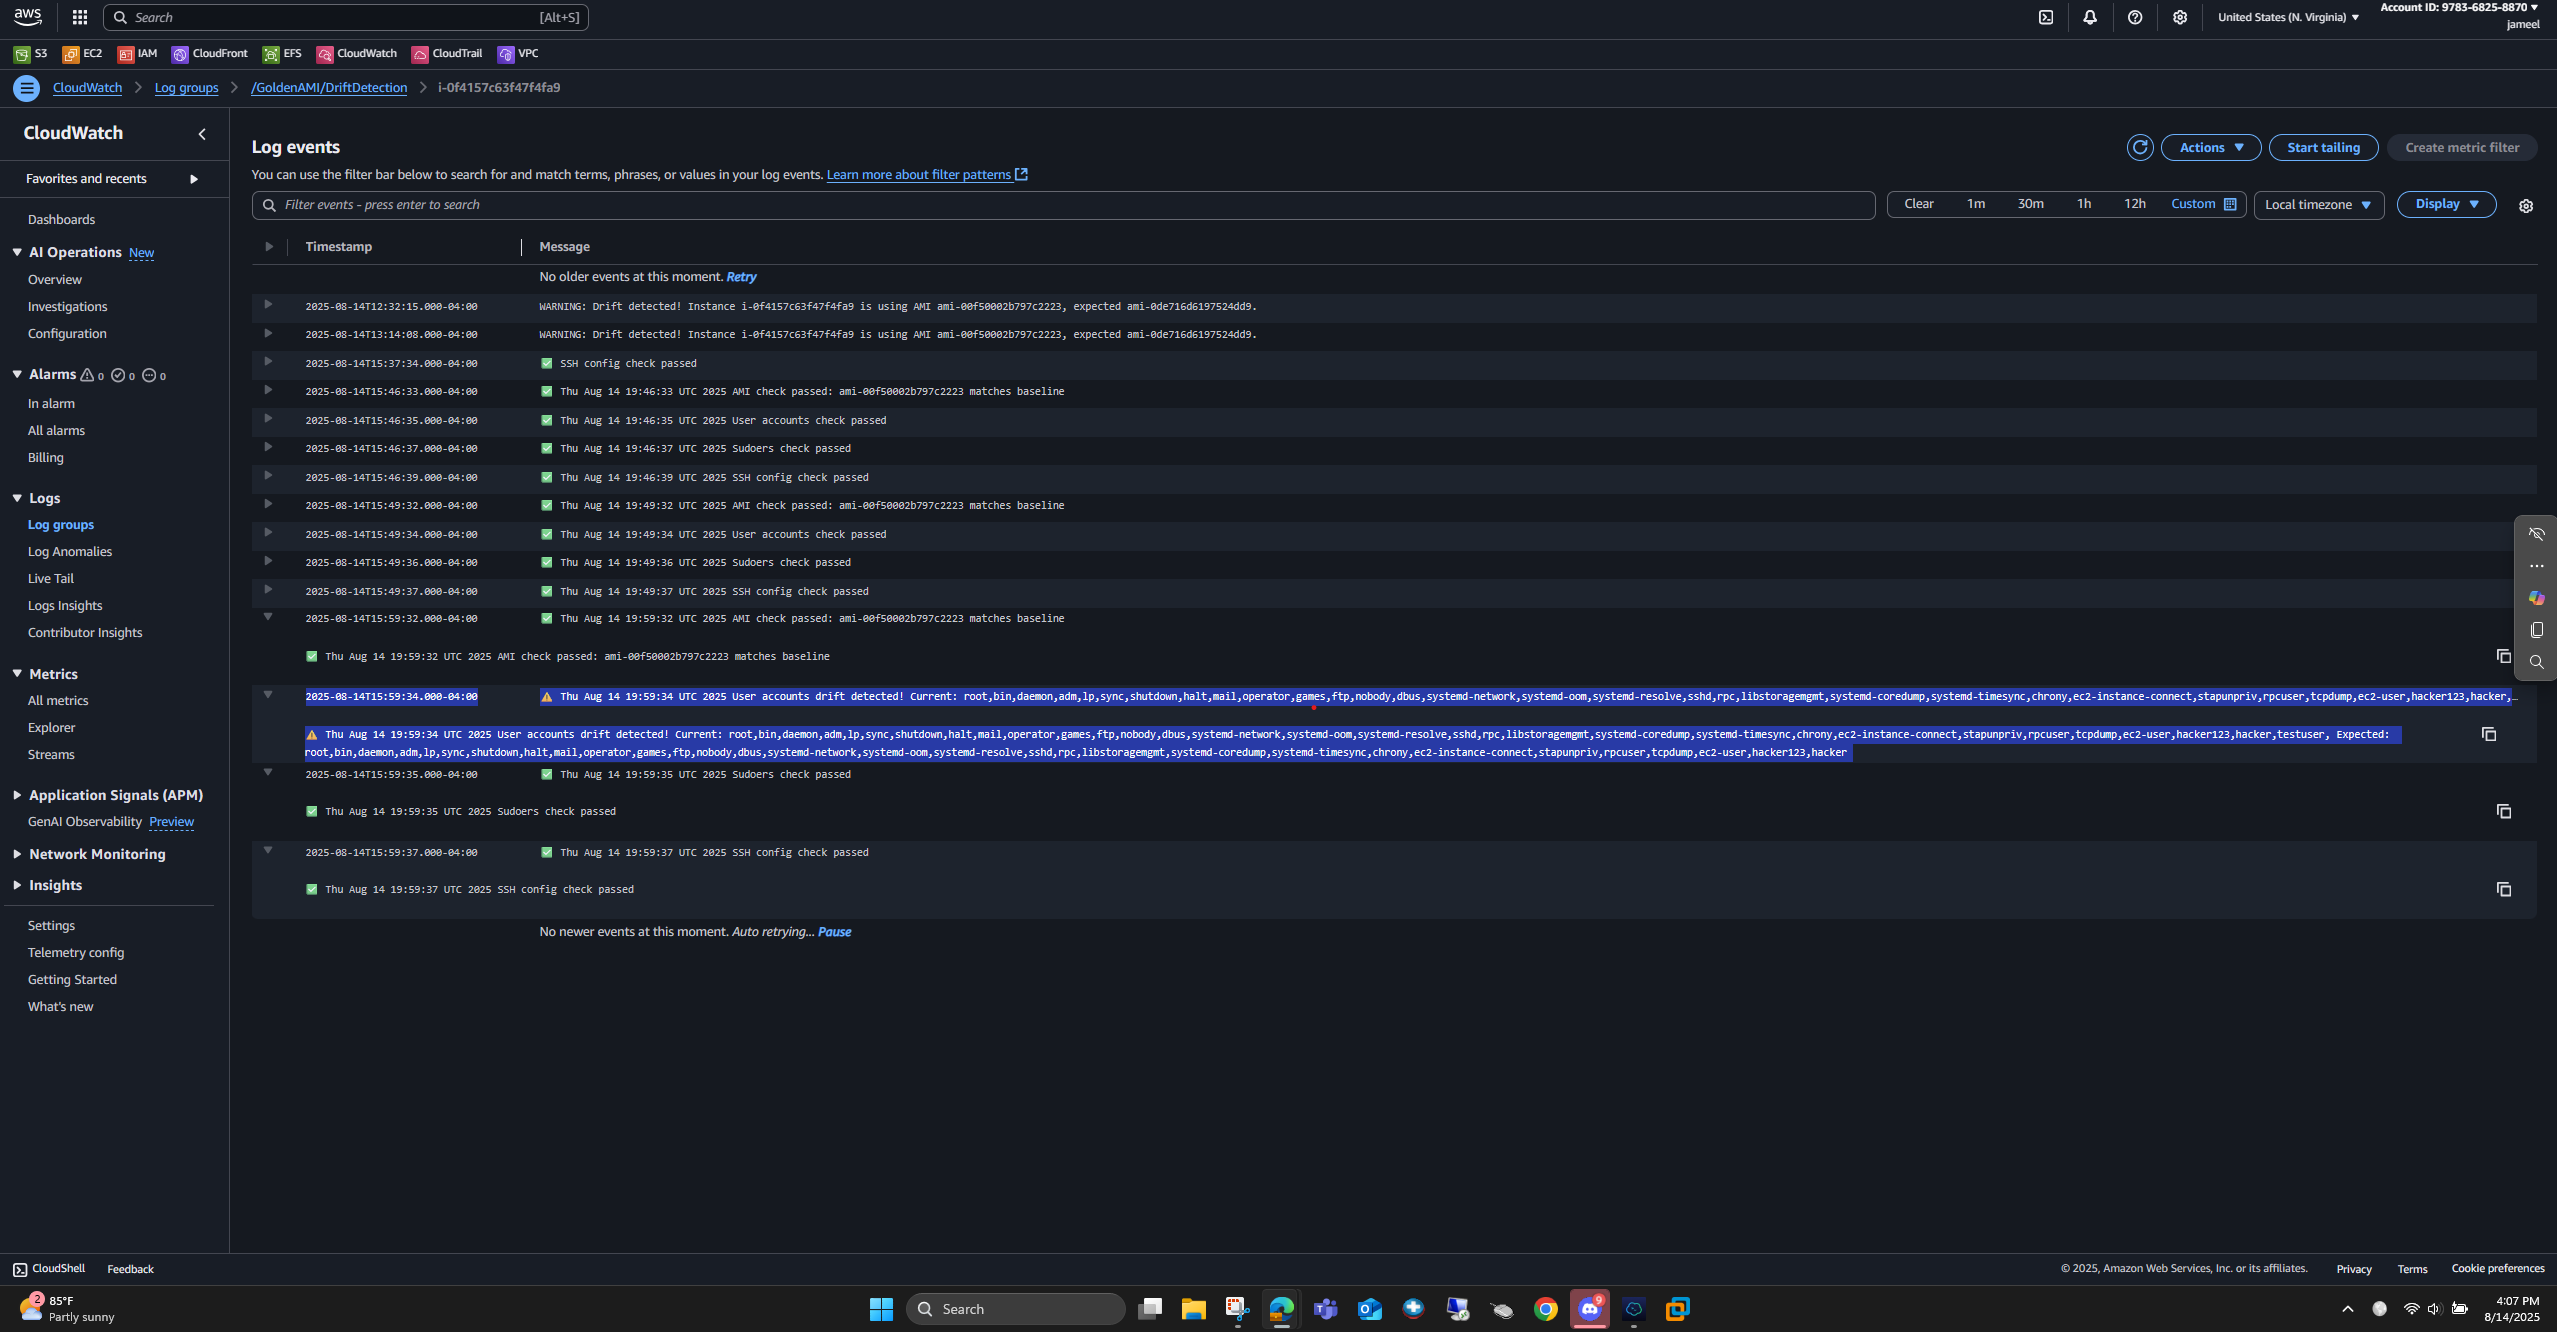 aws
Search [Alt+S]
United States (N. Virginia)
Account ID: 9783-6825-8870
jameel
S3 EC2 IAM CloudFront EFS CloudWatch CloudTrail VPC
CloudWatch Log groups /GoldenAMI/DriftDetection i-0f4157c63f47f4fa9
CloudWatch
Favorites and recents
Dashboards
AI Operations New
Overview
Investigations
Configuration
Alarms 0 0 0
In alarm
All alarms
Billing
Logs
Log groups
Log Anomalies
Live Tail
Logs Insights
Contributor Insights
Metrics
All metrics
Explorer
Streams
Application Signals (APM)
GenAI Observability Preview
Network Monitoring
Insights
Settings
Telemetry config
Getting Started
What's new
Log events
Actions Start tailing Create metric filter
You can use the filter bar below to search for and match terms, phrases, or values in your log events. Learn more about filter patterns
Filter events - press enter to search
Clear 1m 30m 1h 12h Custom Local timezone Display
Timestamp Message
No older events at this moment. Retry
2025-08-14T12:32:15.000-04:00 WARNING: Drift detected! Instance i-0f4157c63f47f4fa9 is using AMI ami-00f50002b797c2223, expected ami-0de716d6197524dd9.
2025-08-14T13:14:08.000-04:00 WARNING: Drift detected! Instance i-0f4157c63f47f4fa9 is using AMI ami-00f50002b797c2223, expected ami-0de716d6197524dd9.
2025-08-14T15:37:34.000-04:00 ✅ SSH config check passed
2025-08-14T15:46:33.000-04:00 ✅ Thu Aug 14 19:46:33 UTC 2025 AMI check passed: ami-00f50002b797c2223 matches baseline
2025-08-14T15:46:35.000-04:00 ✅ Thu Aug 14 19:46:35 UTC 2025 User accounts check passed
2025-08-14T15:46:37.000-04:00 ✅ Thu Aug 14 19:46:37 UTC 2025 Sudoers check passed
2025-08-14T15:46:39.000-04:00 ✅ Thu Aug 14 19:46:39 UTC 2025 SSH config check passed
2025-08-14T15:49:32.000-04:00 ✅ Thu Aug 14 19:49:32 UTC 2025 AMI check passed: ami-00f50002b797c2223 matches baseline
2025-08-14T15:49:34.000-04:00 ✅ Thu Aug 14 19:49:34 UTC 2025 User accounts check passed
2025-08-14T15:49:36.000-04:00 ✅ Thu Aug 14 19:49:36 UTC 2025 Sudoers check passed
2025-08-14T15:49:37.000-04:00 ✅ Thu Aug 14 19:49:37 UTC 2025 SSH config check passed
2025-08-14T15:59:32.000-04:00 ✅ Thu Aug 14 19:59:32 UTC 2025 AMI check passed: ami-00f50002b797c2223 matches baseline
✅ Thu Aug 14 19:59:32 UTC 2025 AMI check passed: ami-00f50002b797c2223 matches baseline
2025-08-14T15:59:34.000-04:00 ⚠️ Thu Aug 14 19:59:34 UTC 2025 User accounts drift detected! Current: root,bin,daemon,adm,lp,sync,shutdown,halt,mail,operator,games,ftp,nobody,dbus,systemd-network,systemd-oom,systemd-resolve,sshd,rpc,libstoragemgmt,systemd-coredump,systemd-timesync,chrony,ec2-instance-connect,stapunpriv,rpcuser,tcpdump,ec2-user,hacker123,hacker,…
⚠️ Thu Aug 14 19:59:34 UTC 2025 User accounts drift detected! Current: root,bin,daemon,adm,lp,sync,shutdown,halt,mail,operator,games,ftp,nobody,dbus,systemd-network,systemd-oom,systemd-resolve,sshd,rpc,libstoragemgmt,systemd-coredump,systemd-timesync,chrony,ec2-instance-connect,stapunpriv,rpcuser,tcpdump,ec2-user,hacker123,hacker,testuser, Expected:
root,bin,daemon,adm,lp,sync,shutdown,halt,mail,operator,games,ftp,nobody,dbus,systemd-network,systemd-oom,systemd-resolve,sshd,rpc,libstoragemgmt,systemd-coredump,systemd-timesync,chrony,ec2-instance-connect,stapunpriv,rpcuser,tcpdump,ec2-user,hacker123,hacker
2025-08-14T15:59:35.000-04:00 ✅ Thu Aug 14 19:59:35 UTC 2025 Sudoers check passed
✅ Thu Aug 14 19:59:35 UTC 2025 Sudoers check passed
2025-08-14T15:59:37.000-04:00 ✅ Thu Aug 14 19:59:37 UTC 2025 SSH config check passed
✅ Thu Aug 14 19:59:37 UTC 2025 SSH config check passed
No newer events at this moment. Auto retrying... Pause
CloudShell Feedback
© 2025, Amazon Web Services, Inc. or its affiliates. Privacy Terms Cookie preferences
2
85°F
Partly sunny
Search
9
4:07 PM
8/14/2025